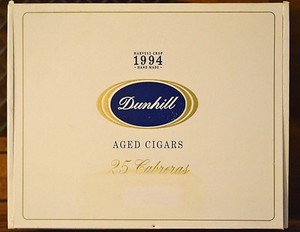 HARVEST CROP
1994
HAND MADE
Dunhill
AGED CIGARS
25 Cabreras